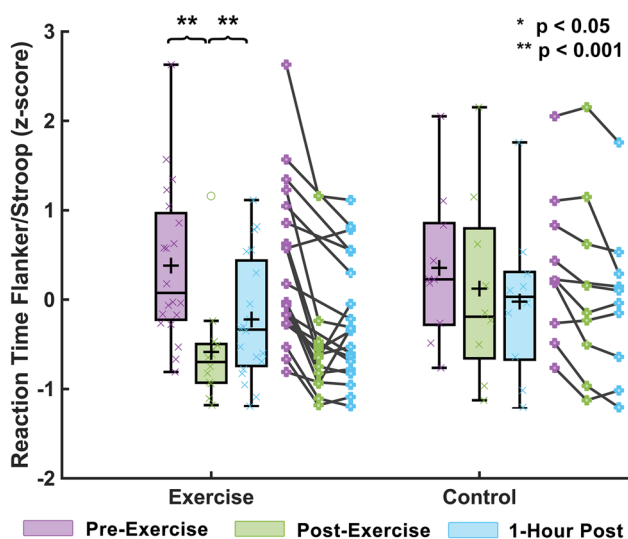 3
2
1
0
-1
-2
Reaction Time Flanker/Stroop (z-score)
** **
* p < 0.05
** p < 0.001
Exercise Control
Pre-Exercise Post-Exercise 1-Hour Post